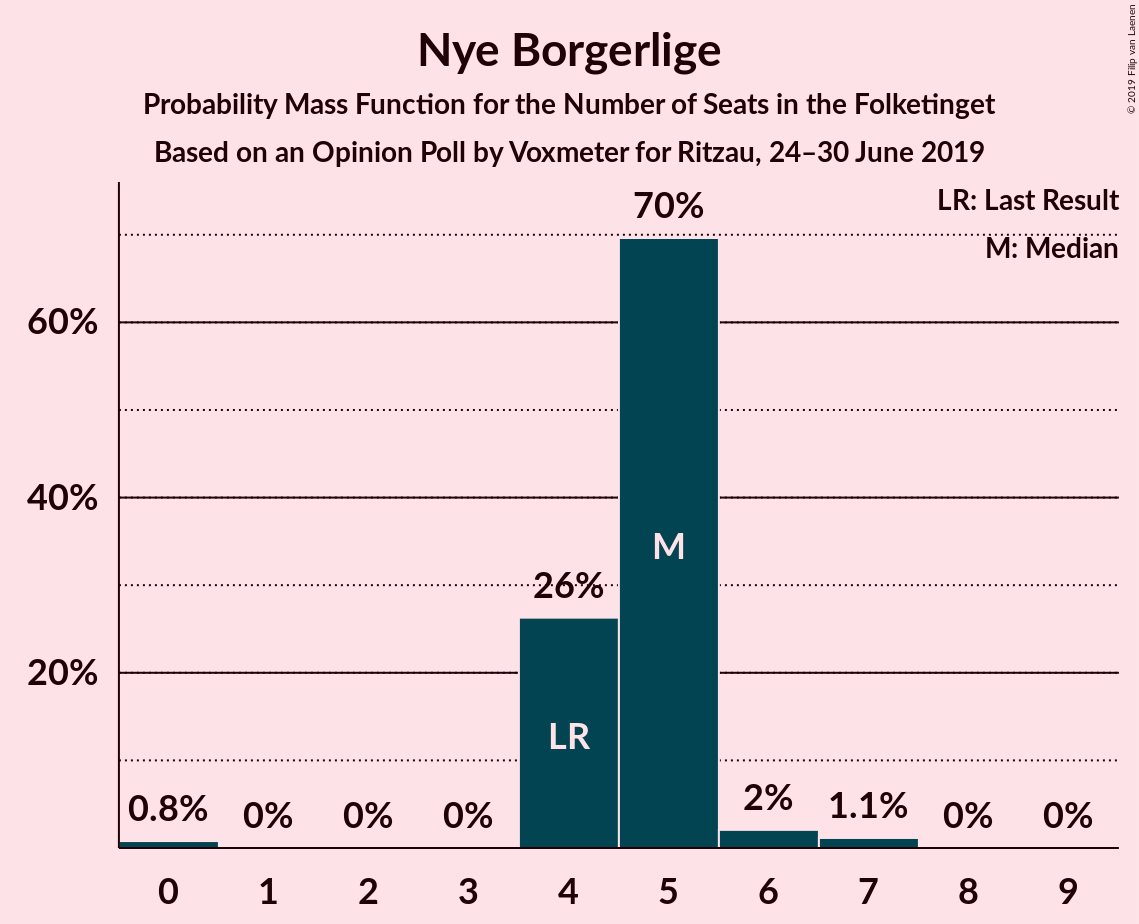 Nye Borgerlige
Probability Mass Function for the Number of Seats in the Folketinget
Based on an Opinion Poll by Voxmeter for Ritzau, 24–30 June 2019
© 2019 Filip van Laenen
LR: Last Result
M: Median
70%
60%
40%
20%
M
26%
LR
0.8%
0%
0%
0%
2%
1.1%
0%
0%
0 1 2 3 4 5 6 7 8 9